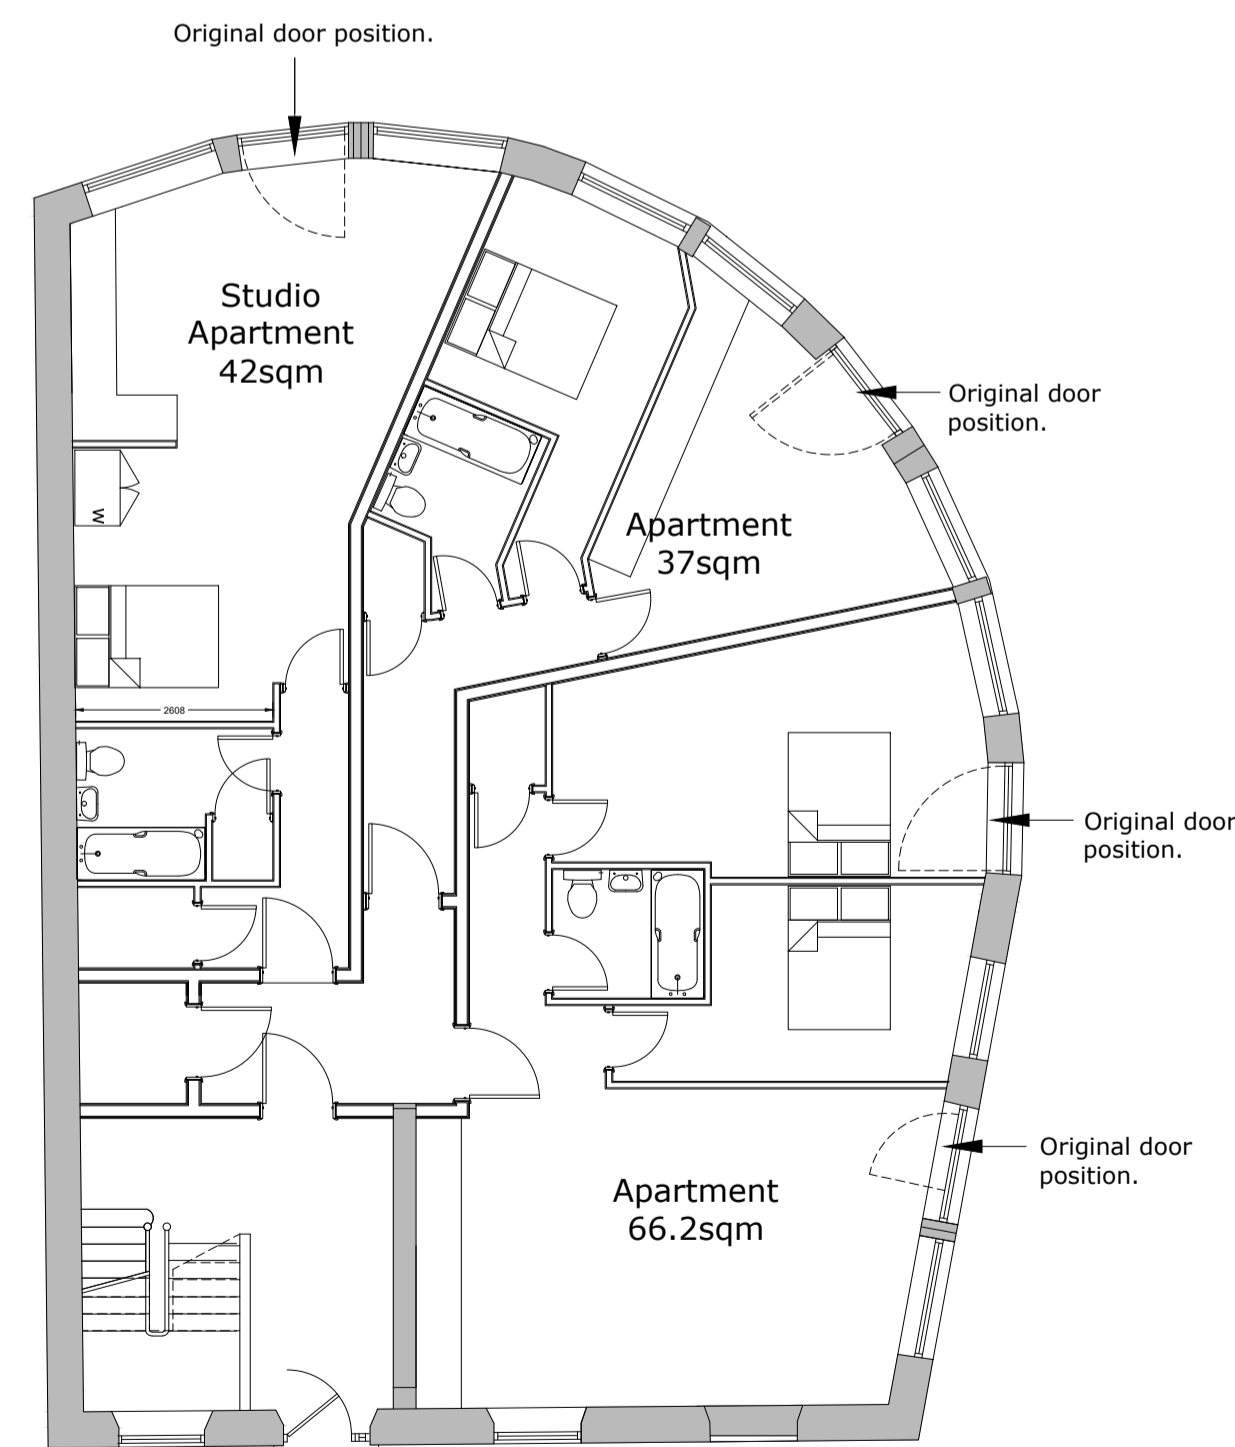 Original door position.
Studio
Apartment
42sqm
Original door
position.
W
Apartment
37sqm
2608
Original door
position.
Original door
position.
Apartment
66.2sqm